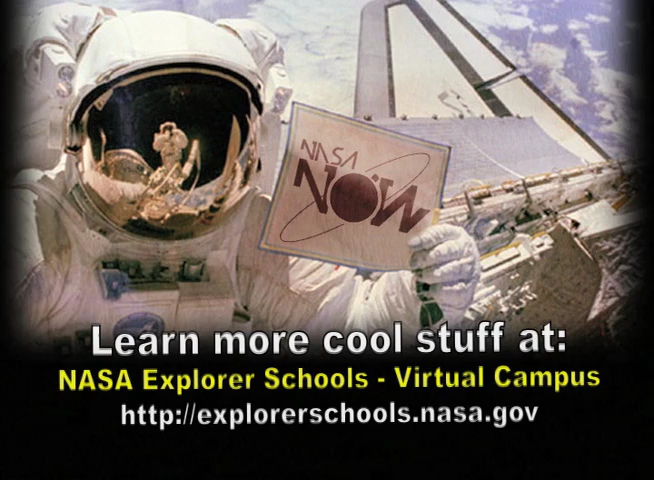 NASA
NOW
Learn more cool stuff at:
NASA Explorer Schools - Virtual Campus
http://explorerschools.nasa.gov